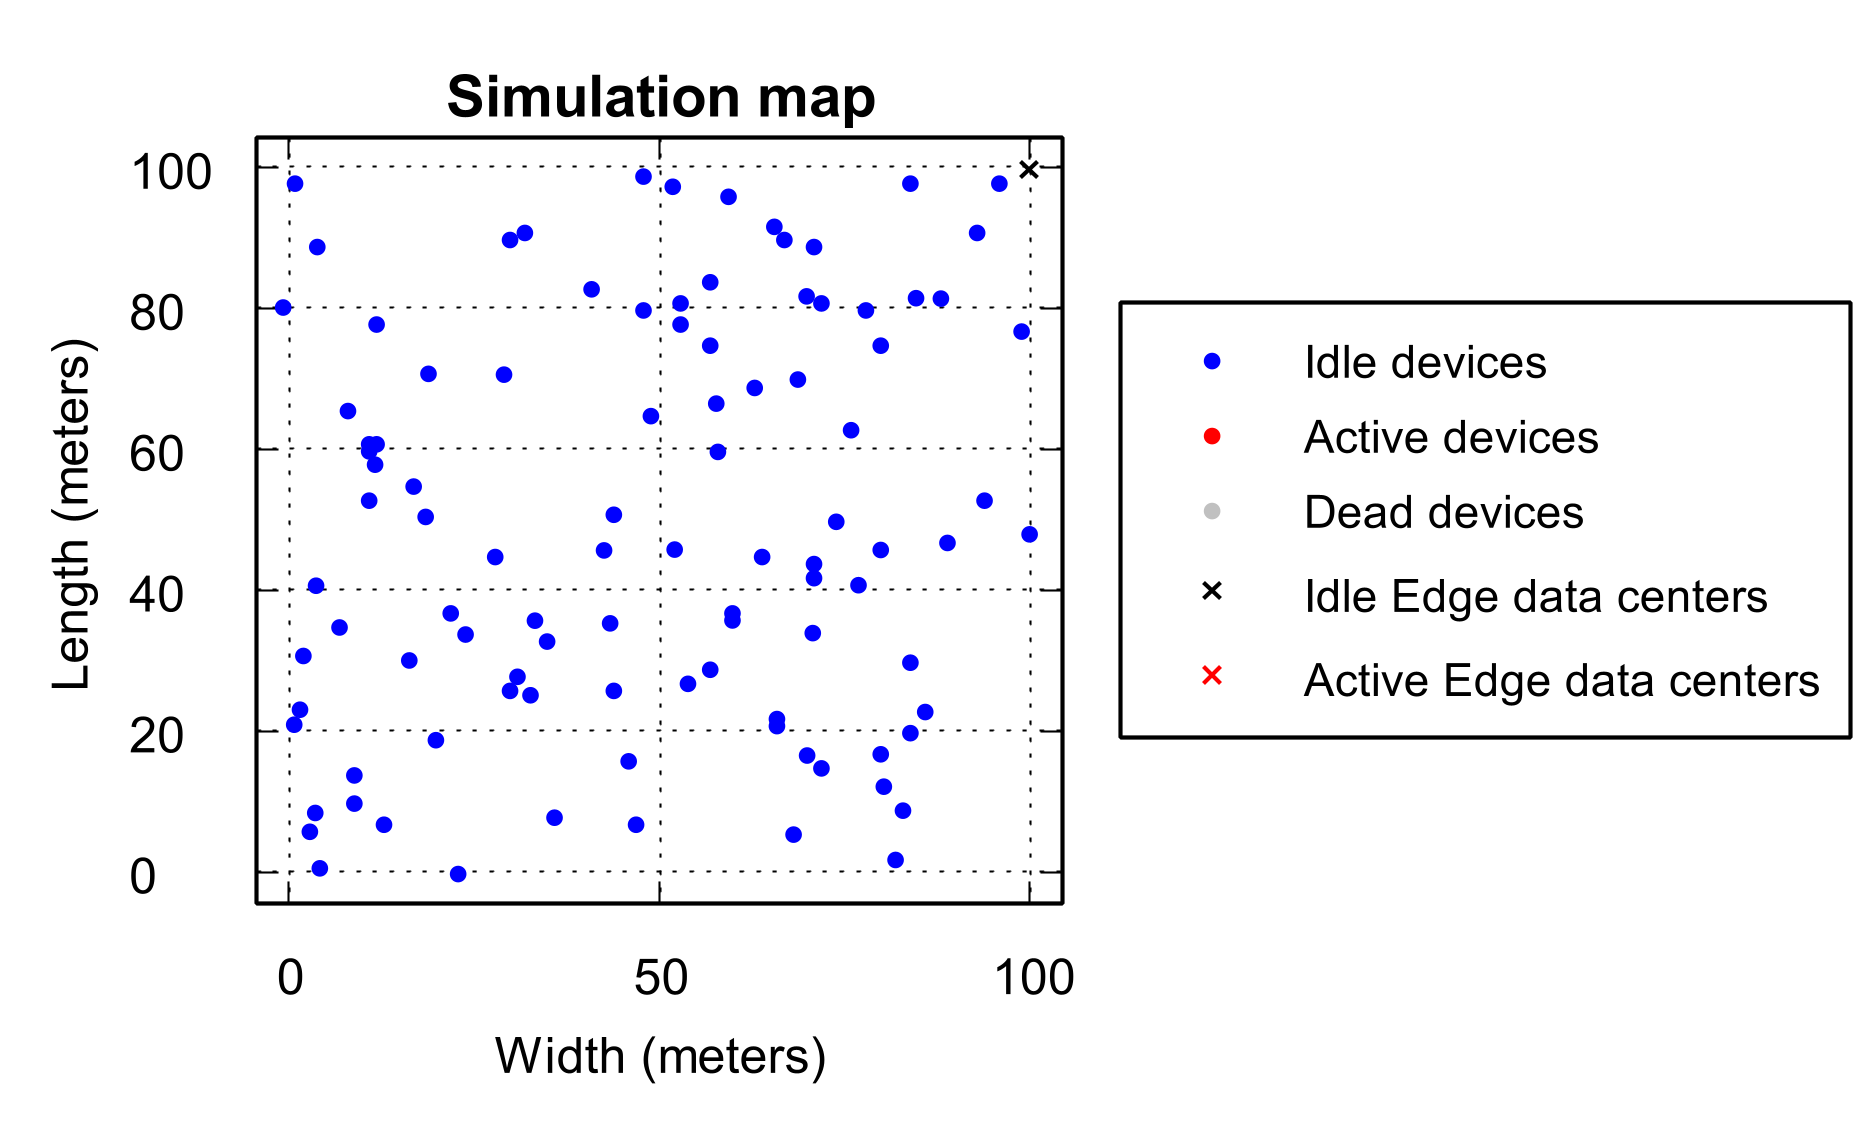 Simulation map
100
80
60
40
20
0
Length (meters)
0 50 100
Width (meters)
Idle devices
Active devices
Dead devices
Idle Edge data centers
Active Edge data centers